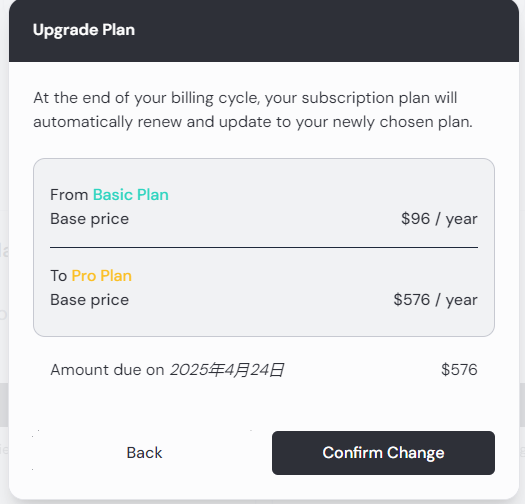 Upgrade Plan
At the end of your billing cycle, your subscription plan will
automatically renew and update to your newly chosen plan.
From Basic Plan
Base price $96 / year
To Pro Plan
Base price $576 / year
Amount due on 2025年4月24日 $576
Back Confirm Change